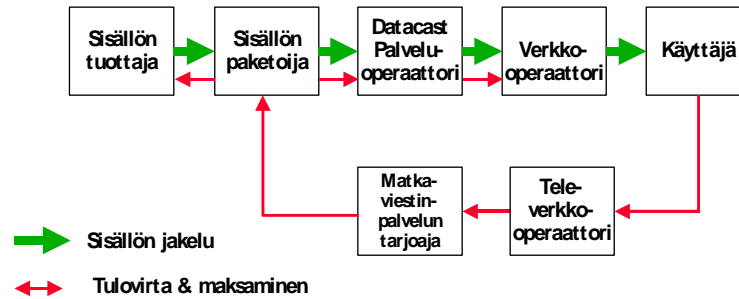 Sisällön
tuottaja
Sisällön
paketoija
Datacast
Palvelu-
operaattori
Verkko-
operaattori
Käyttäjä
Matka-
viestin-
palvelun
tarjoaja
Tele-
verkko-
operaattori
Sisällön jakelu
Tulovirta & maksaminen